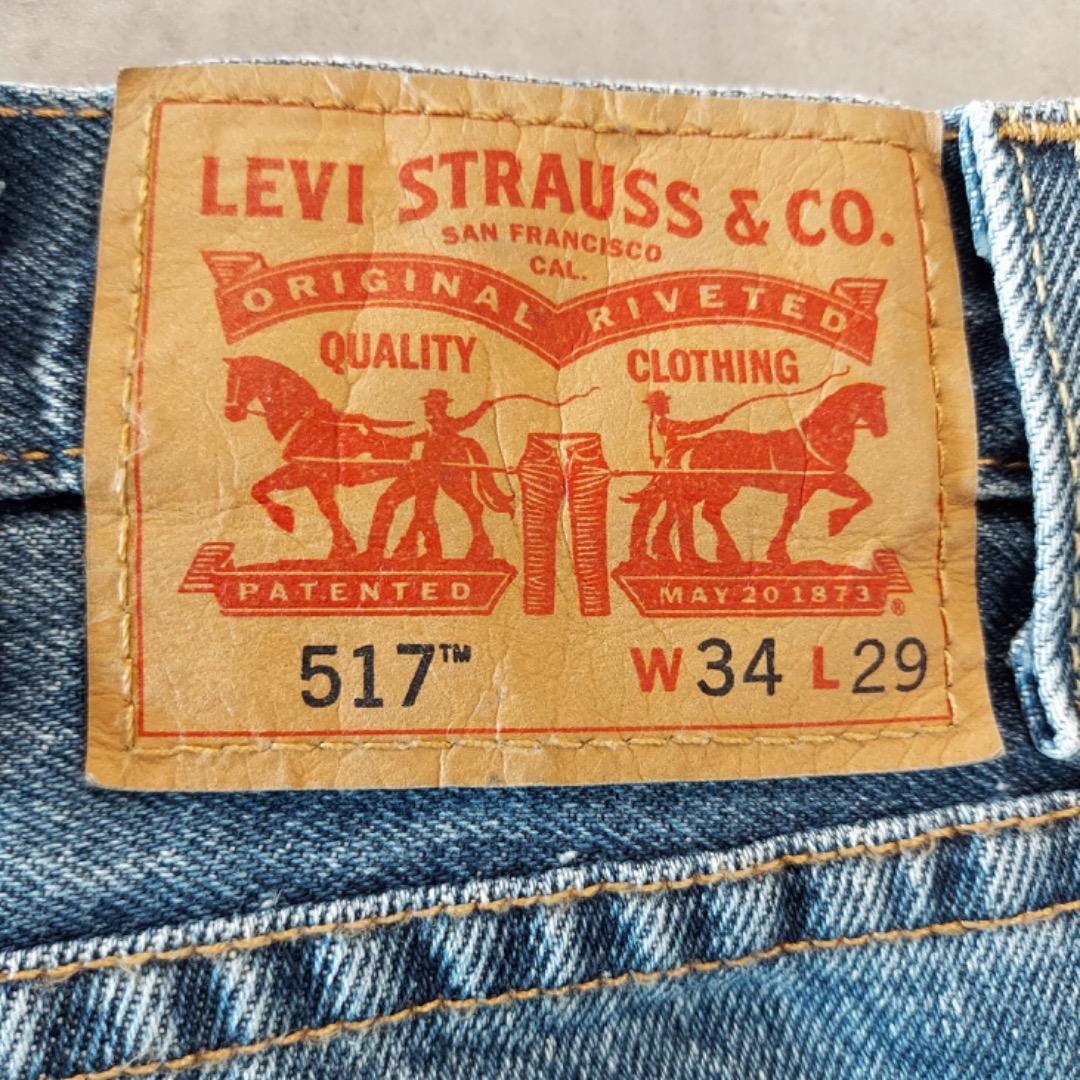 LEVI STRAUSS & CO.
SAN FRANCISCO
CAL.
ORIGINAL RIVETED
QUALITY CLOTHING
PATENTED MAY 20 1873 ®
517™ W34 L29